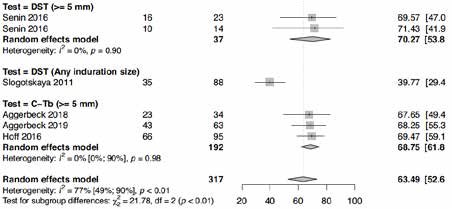 Test = DST (>= 5 mm)
Senin 2016 16 23 69.57 [47.0
Senin 2016 10 14 71.43 [41.9
Random effects model 37 70.27 [53.8
Heterogeneity: I² = 0%, p = 0.90
Test = DST (Any induration size)
Slogotskaya 2011 35 88 39.77 [29.4
Test = C−Tb (>= 5 mm)
Aggerbeck 2018 23 34 67.65 [49.4
Aggerbeck 2019 43 63 68.25 [55.3
Hoff 2016 66 95 69.47 [59.1
Random effects model 192 68.75 [61.8
Heterogeneity: I² = 0% [0%; 90%], p = 0.98
Random effects model 317 63.49 [52.6
Heterogeneity: I² = 77% [49%; 90%], p < 0.01
Test for subgroup differences: χ²₂ = 21.78, df = 2 (p < 0.01)